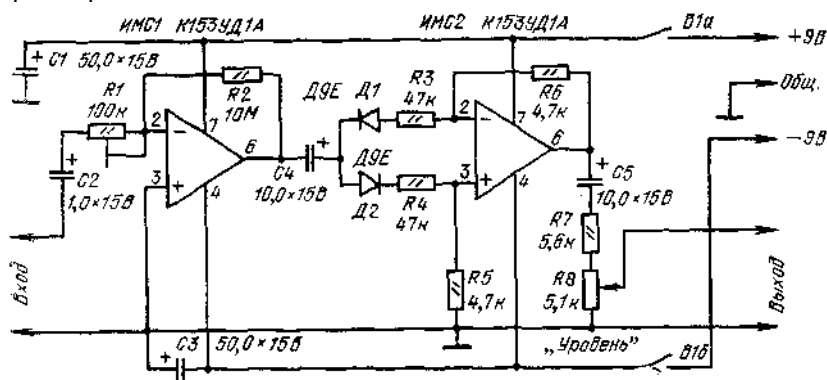 ИМС1 К153УД1А
ИМС2 К153УД1А
В1а
+9В
+ C1 50,0×15В
Общ.
-9В
R1
100к
R2
10М
Д9Е Д1
R3
47к
R6
4,7к
2
-
7
6
3
+
4
+
C2
1,0×15В
C4
10,0×15В
+
Д9Е
Д2
R4
47к
2
-
7
6
3
+
4
+
C5
10,0×15В
R7
5,6к
R8
5,1к
R5
4,7к
Вход
Выход
+ C3 50,0×15В
„Уровень"
В1б